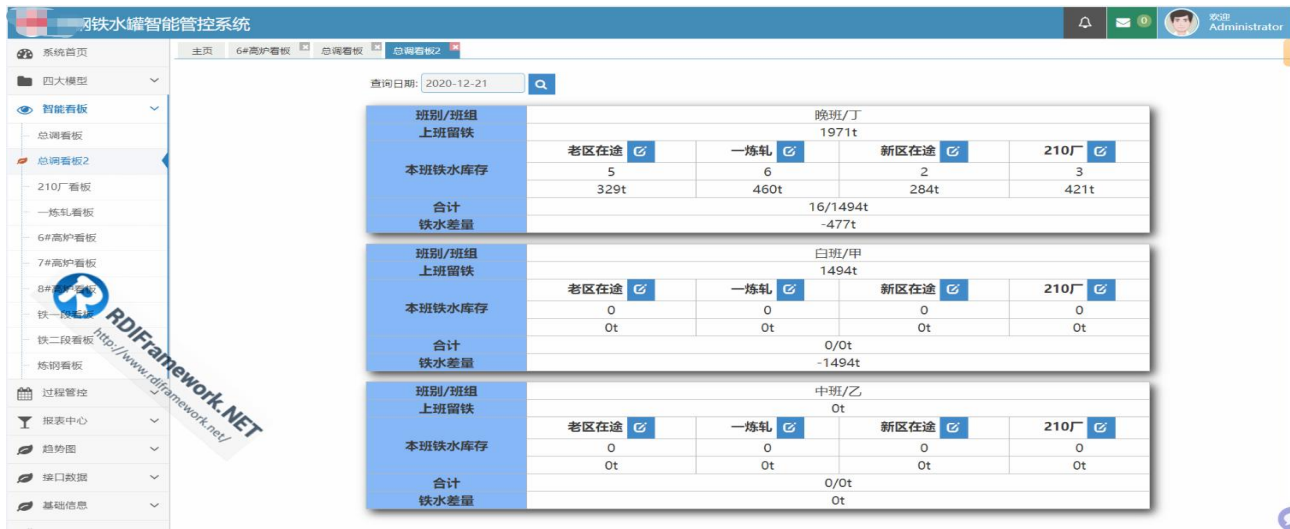 铁水罐智能管控系统
0
欢迎,
Administrator
系统首页
四大模型
智能看板
总调看板
总调看板2
210厂看板
一炼轧看板
6#高炉看板
7#高炉看板
8#高炉看板
铁一段看板
铁二段看板
炼钢看板
过程管控
报表中心
趋势图
接口数据
基础信息
主页 6#高炉看板 总调看板 总调看板2
查询日期: 2020-12-21
班别/班组 晚班/丁
上班留铁 1971t
本班铁水库存 老区在途 一炼轧 新区在途 210厂
5 6 2 3
329t 460t 284t 421t
合计 16/1494t
铁水差量 -477t
班别/班组 白班/甲
上班留铁 1494t
本班铁水库存 老区在途 一炼轧 新区在途 210厂
0 0 0 0
0t 0t 0t 0t
合计 0/0t
铁水差量 -1494t
班别/班组 中班/乙
上班留铁 0t
本班铁水库存 老区在途 一炼轧 新区在途 210厂
0 0 0 0
0t 0t 0t 0t
合计 0/0t
铁水差量 0t
RDIFramework.NET
http://www.rdiframework.net/